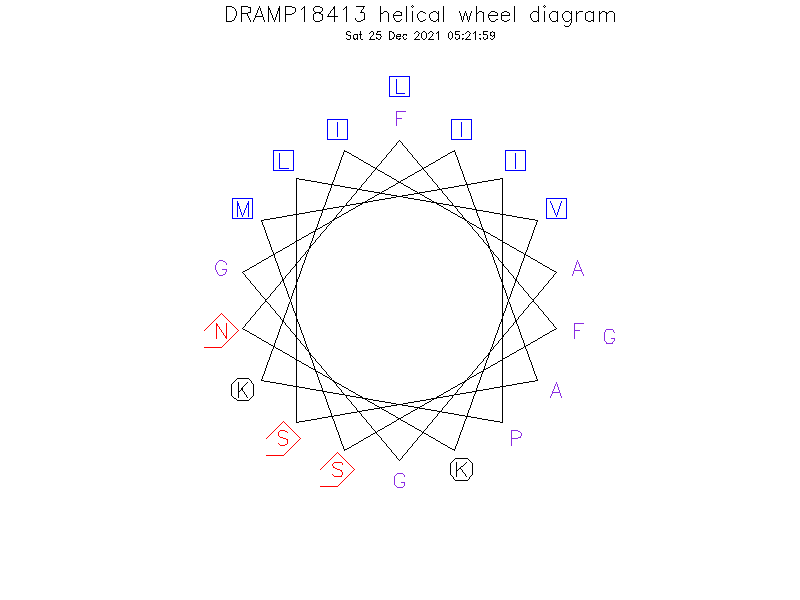 DRAMP18413 helical wheel diagram
Sat 25 Dec 2021 05:21:59
L
F
I I
L I
M V
G A
N F G
K A
S P
S K
G